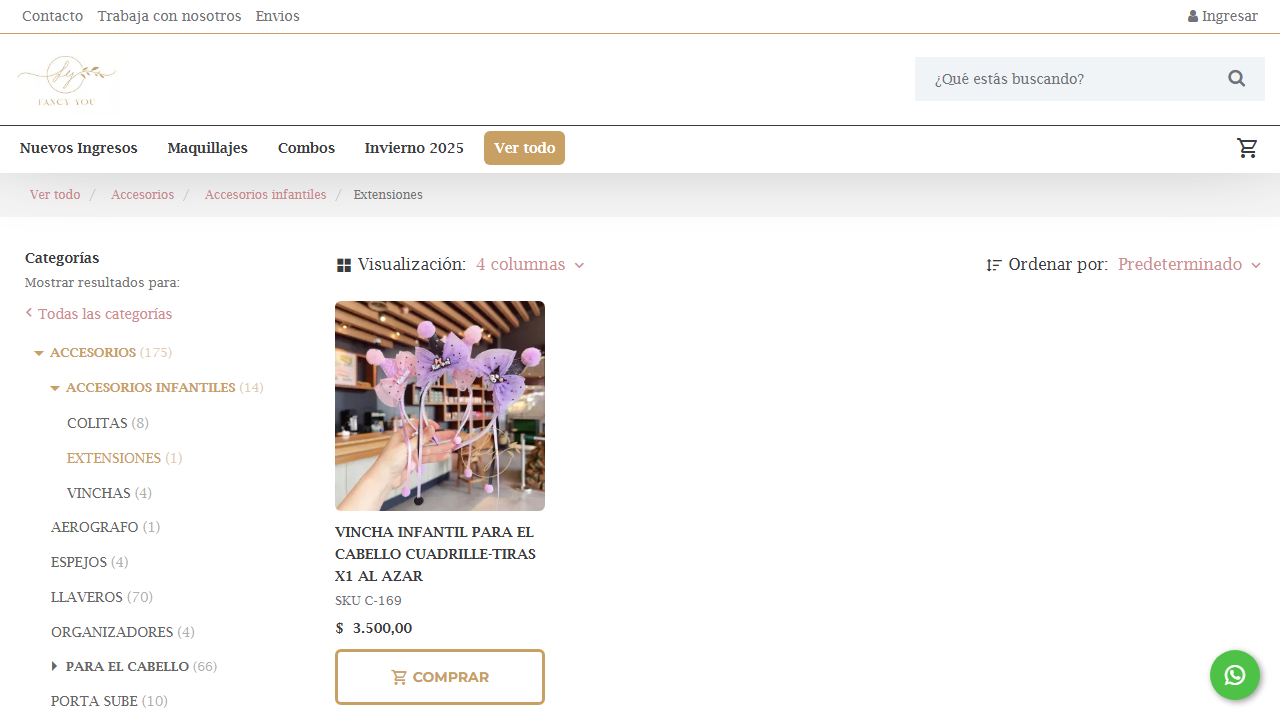 Contacto Trabaja con nosotros Envios Ingresar
FANCY YOU
¿Qué estás buscando?
Nuevos Ingresos Maquillajes Combos Invierno 2025 Ver todo
Ver todo / Accesorios / Accesorios infantiles / Extensiones
Categorías
Mostrar resultados para:
Todas las categorías
ACCESORIOS (175)
ACCESORIOS INFANTILES (14)
COLITAS (8)
EXTENSIONES (1)
VINCHAS (4)
AEROGRAFO (1)
ESPEJOS (4)
LLAVEROS (70)
ORGANIZADORES (4)
PARA EL CABELLO (66)
PORTA SUBE (10)
Visualización: 4 columnas
Ordenar por: Predeterminado
VINCHA INFANTIL PARA EL
CABELLO CUADRILLE-TIRAS
X1 AL AZAR
SKU C-169
$ 3.500,00
COMPRAR